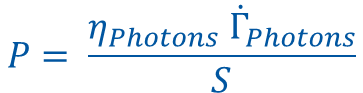 P = η_Photons Γ̇_Photons / S